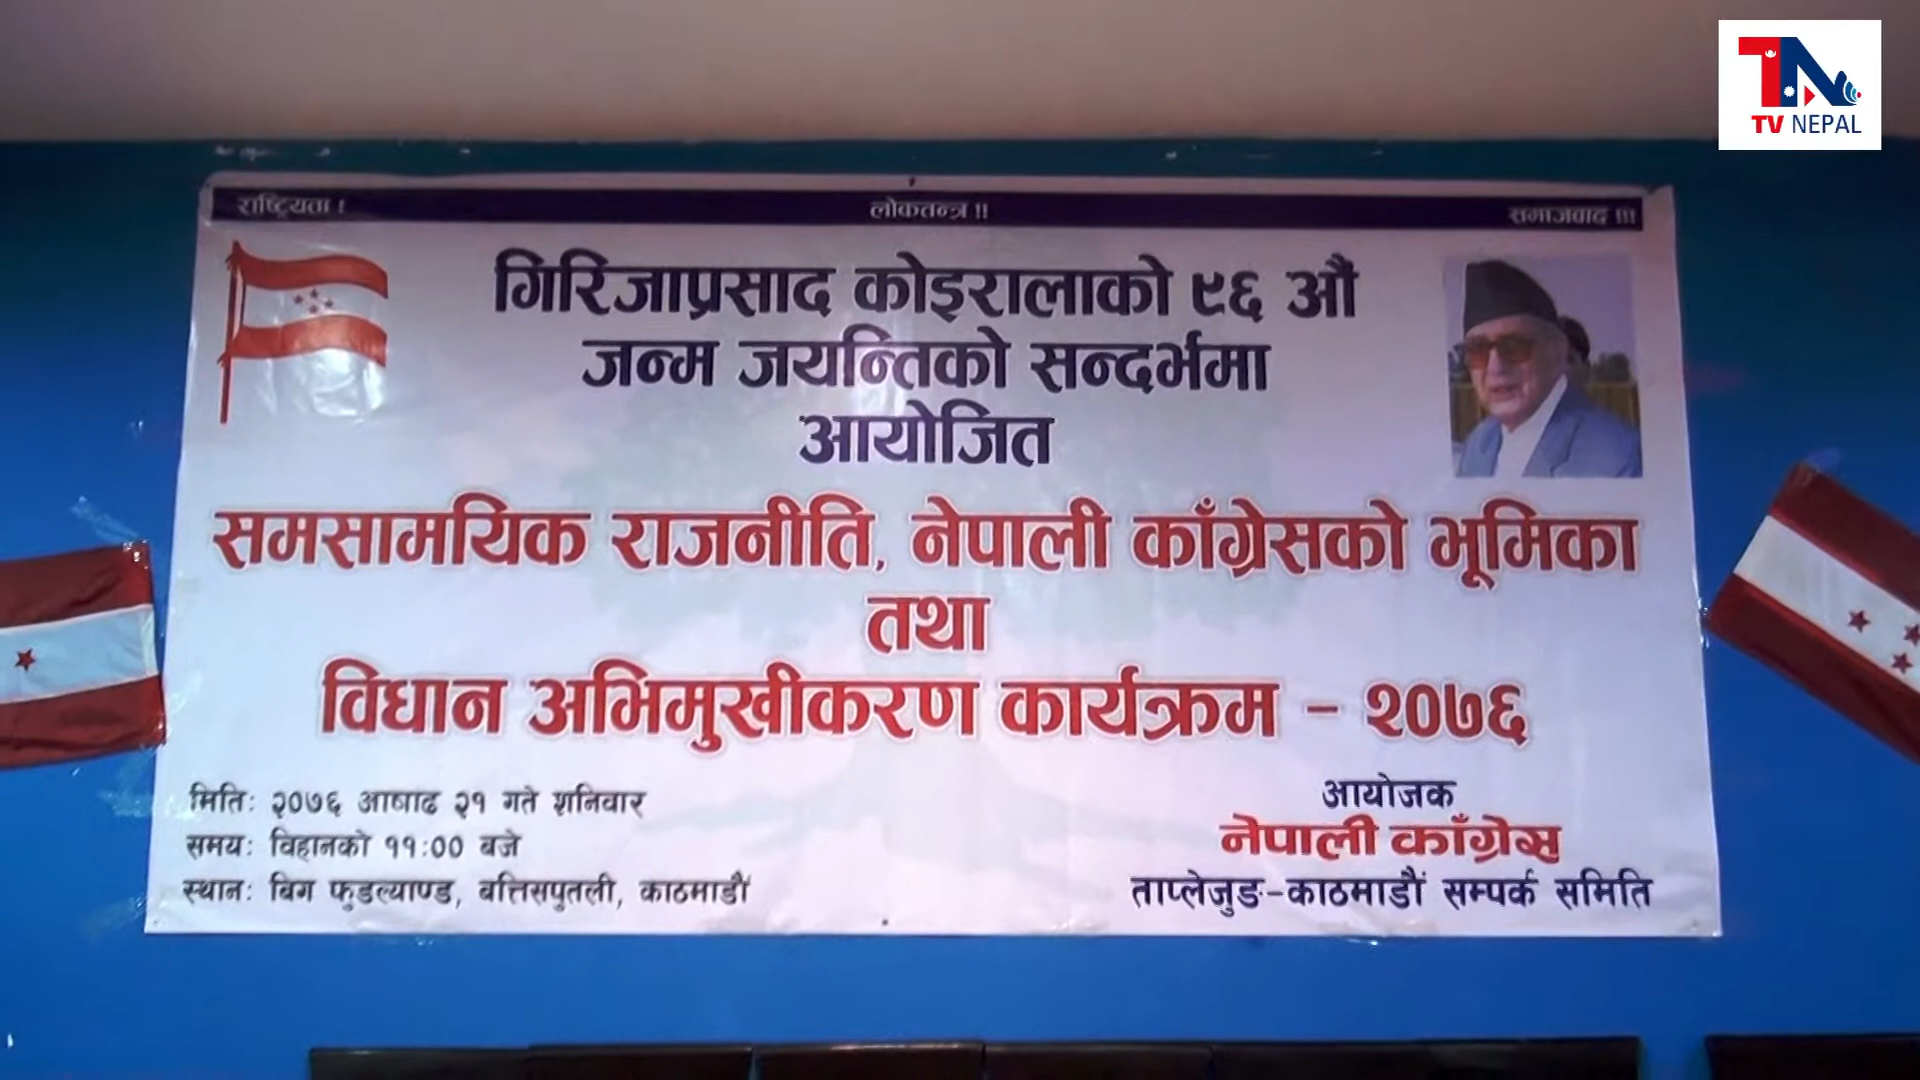 TN
TV NEPAL
राष्ट्रियता ! लोकतन्त्र !! समाजवाद !!!
गिरिजाप्रसाद कोइरालाको ९६ औं
जन्म जयन्तिको सन्दर्भमा
आयोजित
समसामयिक राजनीति, नेपाली काँग्रेसको भूमिका
तथा
विधान अभिमुखीकरण कार्यक्रम - २०७६
मितिः २०७६ आषाढ २१ गते शनिवार
समयः विहानको ११:०० बजे
स्थानः बिग फुडल्याण्ड, बत्तिसपुतली, काठमाडौं
आयोजक
नेपाली काँग्रेस
ताप्लेजुङ-काठमाडौं सम्पर्क समिति